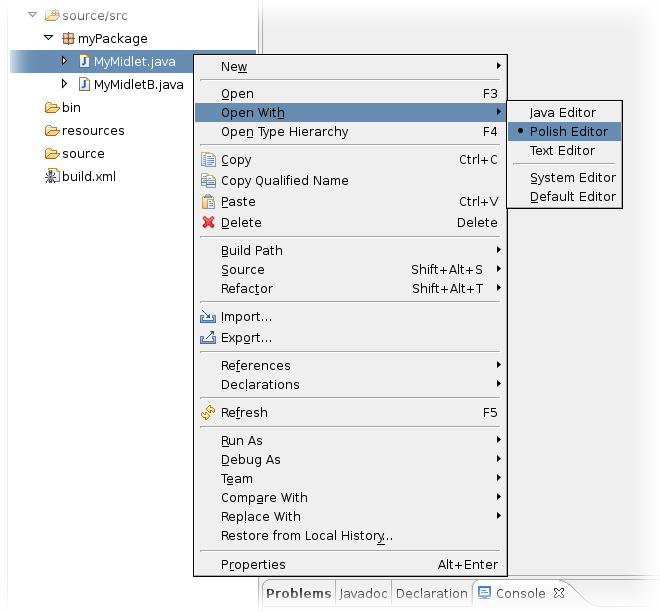 source/src
myPackage
MyMidlet.java
MyMidletB.java
bin
resources
source
build.xml
New
Open F3
Open With
Open Type Hierarchy F4
Copy Ctrl+C
Copy Qualified Name
Paste Ctrl+V
Delete Delete
Build Path
Source Shift+Alt+S
Refactor Shift+Alt+T
Import...
Export...
References
Declarations
Refresh F5
Run As
Debug As
Team
Compare With
Replace With
Restore from Local History...
Properties Alt+Enter
Java Editor
Polish Editor
Text Editor
System Editor
Default Editor
Problems Javadoc Declaration Console